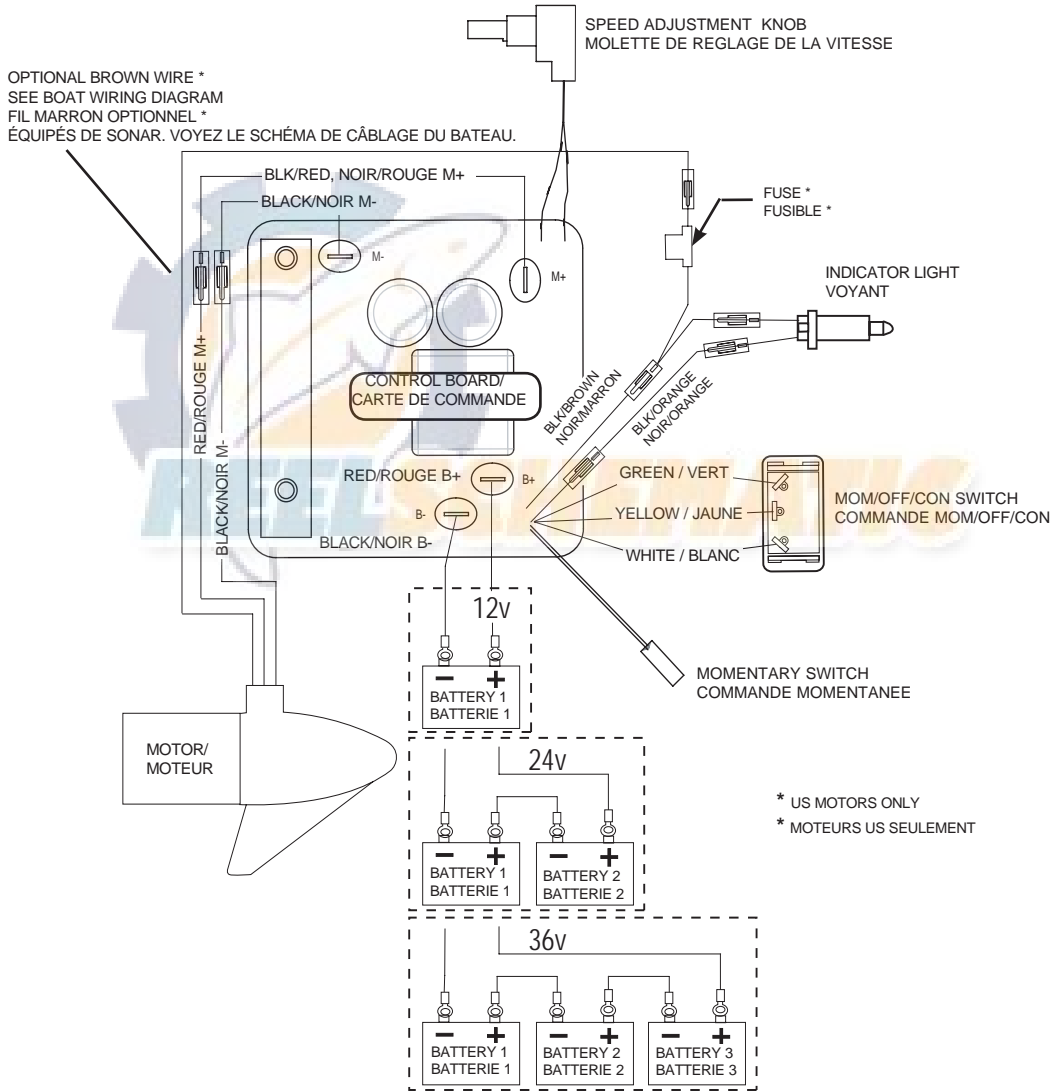 SPEED ADJUSTMENT KNOB
MOLETTE DE REGLAGE DE LA VITESSE
OPTIONAL BROWN WIRE *
SEE BOAT WIRING DIAGRAM
FIL MARRON OPTIONNEL *
ÉQUIPÉS DE SONAR. VOYEZ LE SCHÉMA DE CÂBLAGE DU BATEAU.
BLK/RED, NOIR/ROUGE M+
BLACK/NOIR M-
FUSE *
FUSIBLE *
M-
M+
INDICATOR LIGHT
VOYANT
RED/ROUGE M+
BLACK/NOIR M-
CONTROL BOARD/
CARTE DE COMMANDE
BLK/BROWN
NOIR/MARRON
BLK/ORANGE
NOIR/ORANGE
REEL SCHEMATIC
RED/ROUGE B+
B+
B-
BLACK/NOIR B-
GREEN / VERT
YELLOW / JAUNE
WHITE / BLANC
MOM/OFF/CON SWITCH
COMMANDE MOM/OFF/CON
12v
BATTERY 1
BATTERIE 1
MOMENTARY SWITCH
COMMANDE MOMENTANEE
MOTOR/
MOTEUR
24v
BATTERY 1
BATTERIE 1
BATTERY 2
BATTERIE 2
* US MOTORS ONLY
* MOTEURS US SEULEMENT
36v
BATTERY 1
BATTERIE 1
BATTERY 2
BATTERIE 2
BATTERY 3
BATTERIE 3